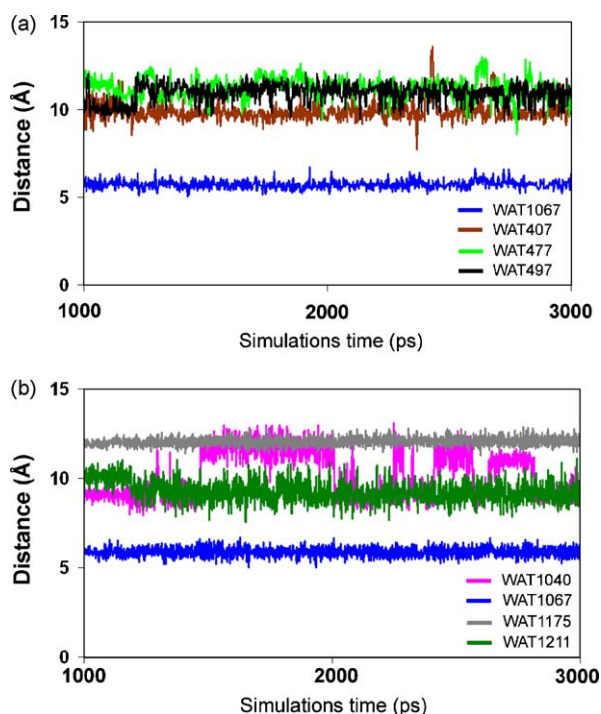 (a)
15
10
5
0
Distance (Å)
WAT1067
WAT407
WAT477
WAT497
1000 2000 3000
Simulations time (ps)
(b)
15
10
5
0
Distance (Å)
WAT1040
WAT1067
WAT1175
WAT1211
1000 2000 3000
Simulations time (ps)